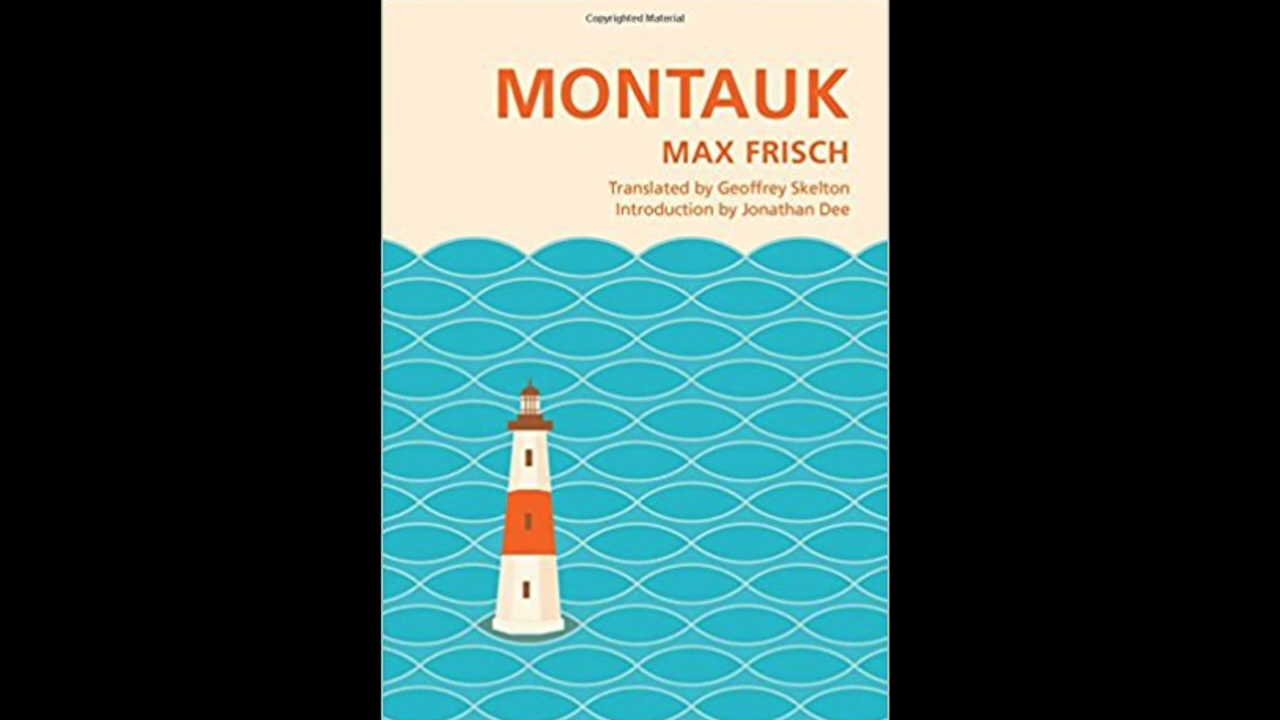 Copyrighted Material
MONTAUK
MAX FRISCH
Translated by Geoffrey Skelton
Introduction by Jonathan Dee